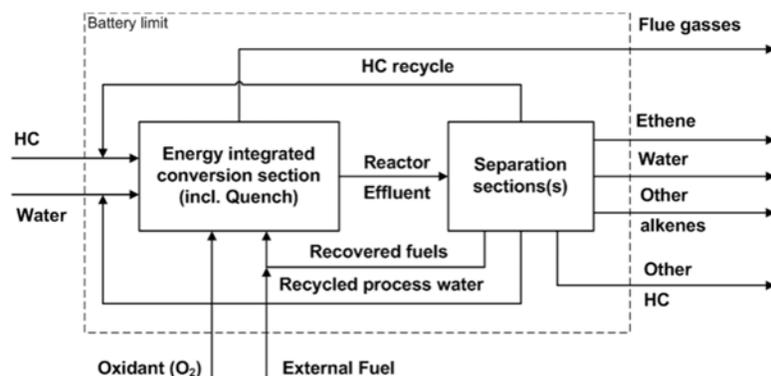 Battery limit
Flue gasses
HC recycle
HC
Energy integrated
conversion section
(incl. Quench)
Reactor
Effluent
Separation
sections(s)
Ethene
Water
Water
Other
alkenes
Recovered fuels
Recycled process water
Other
HC
Oxidant (O₂)
External Fuel